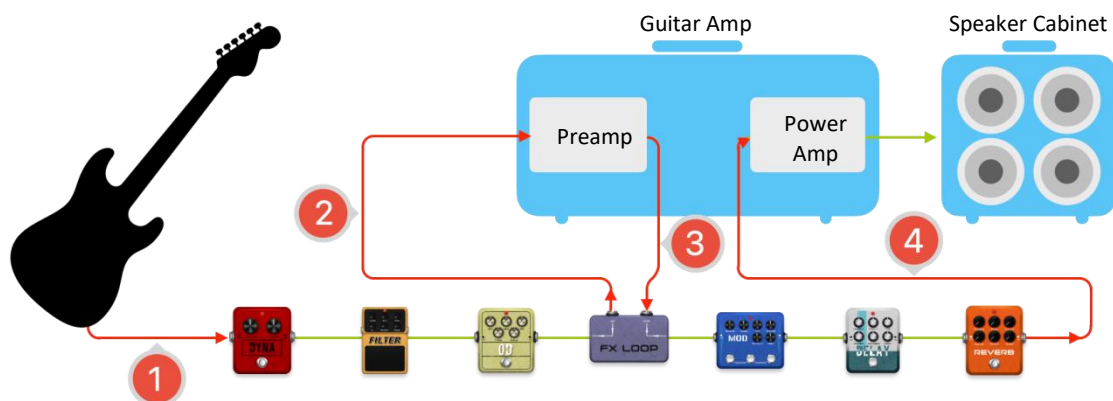 Guitar Amp
Speaker Cabinet
Preamp
Power
Amp
2
3
4
1
DYNA
FILTER
OD
FX LOOP
MOD
DELAY
REVERB